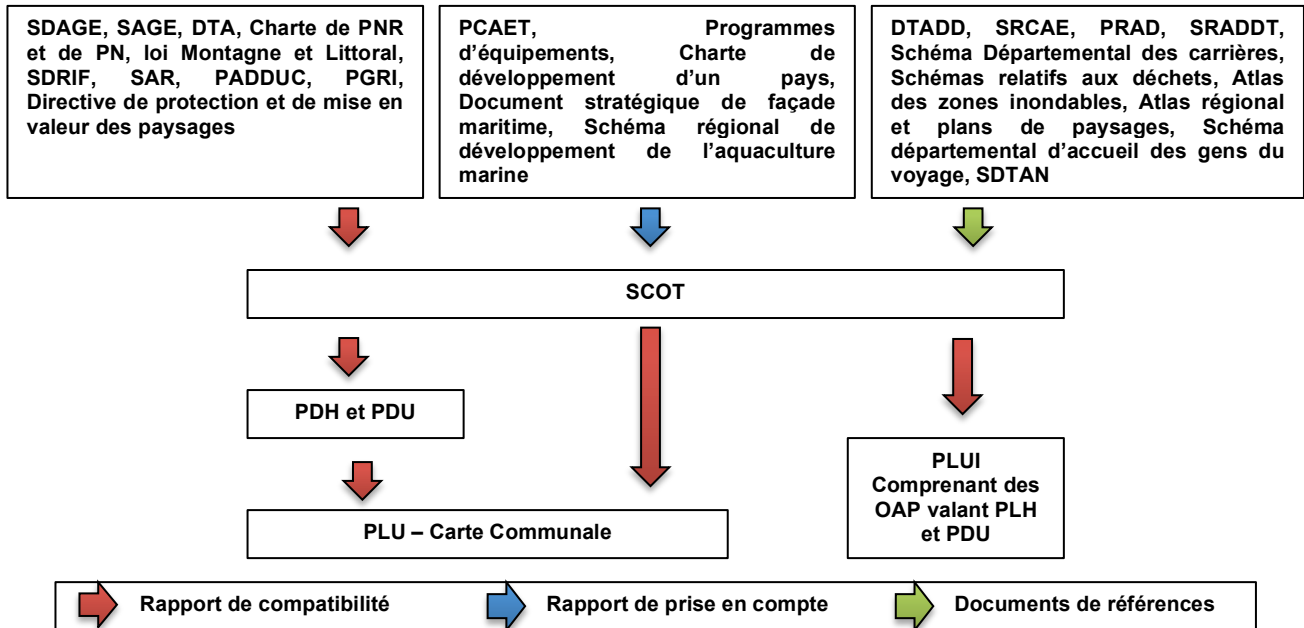 SDAGE, SAGE, DTA, Charte de PNR
et de PN, loi Montagne et Littoral,
SDRIF, SAR, PADDUC, PGRI,
Directive de protection et de mise en
valeur des paysages
PCAET, Programmes
d’équipements, Charte de
développement d’un pays,
Document stratégique de façade
maritime, Schéma régional de
développement de l’aquaculture
marine
DTADD, SRCAE, PRAD, SRADDT,
Schéma Départemental des carrières,
Schémas relatifs aux déchets, Atlas
des zones inondables, Atlas régional
et plans de paysages, Schéma
départemental d’accueil des gens du
voyage, SDTAN
SCOT
PDH et PDU
PLUI
Comprenant des
OAP valant PLH
et PDU
PLU – Carte Communale
Rapport de compatibilité
Rapport de prise en compte
Documents de références